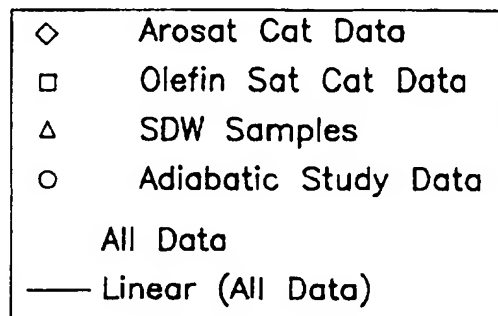 Arosat Cat Data
Olefin Sat Cat Data
SDW Samples
Adiabatic Study Data
All Data
Linear (All Data)